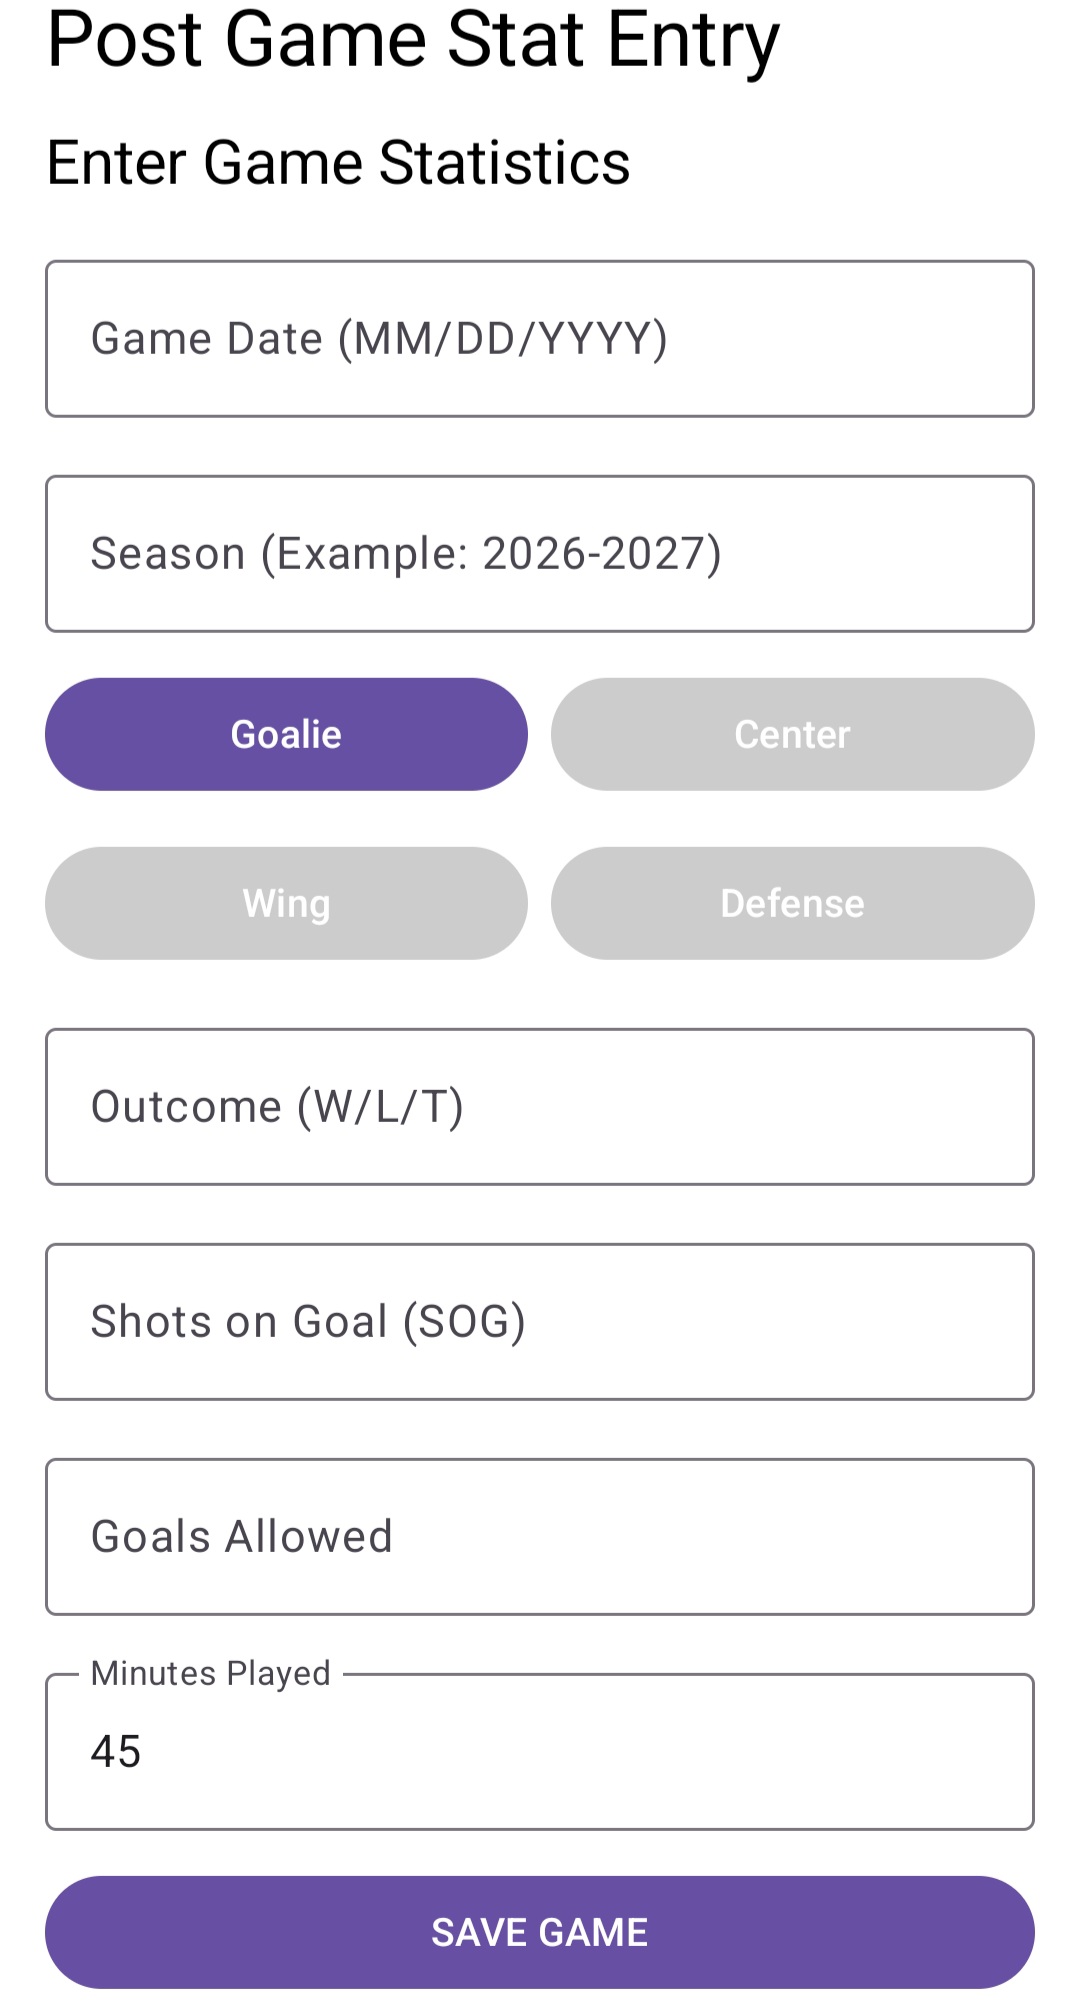 Post Game Stat Entry
Enter Game Statistics
Game Date (MM/DD/YYYY)
Season (Example: 2026-2027)
Goalie
Center
Wing
Defense
Outcome (W/L/T)
Shots on Goal (SOG)
Goals Allowed
Minutes Played
45
SAVE GAME